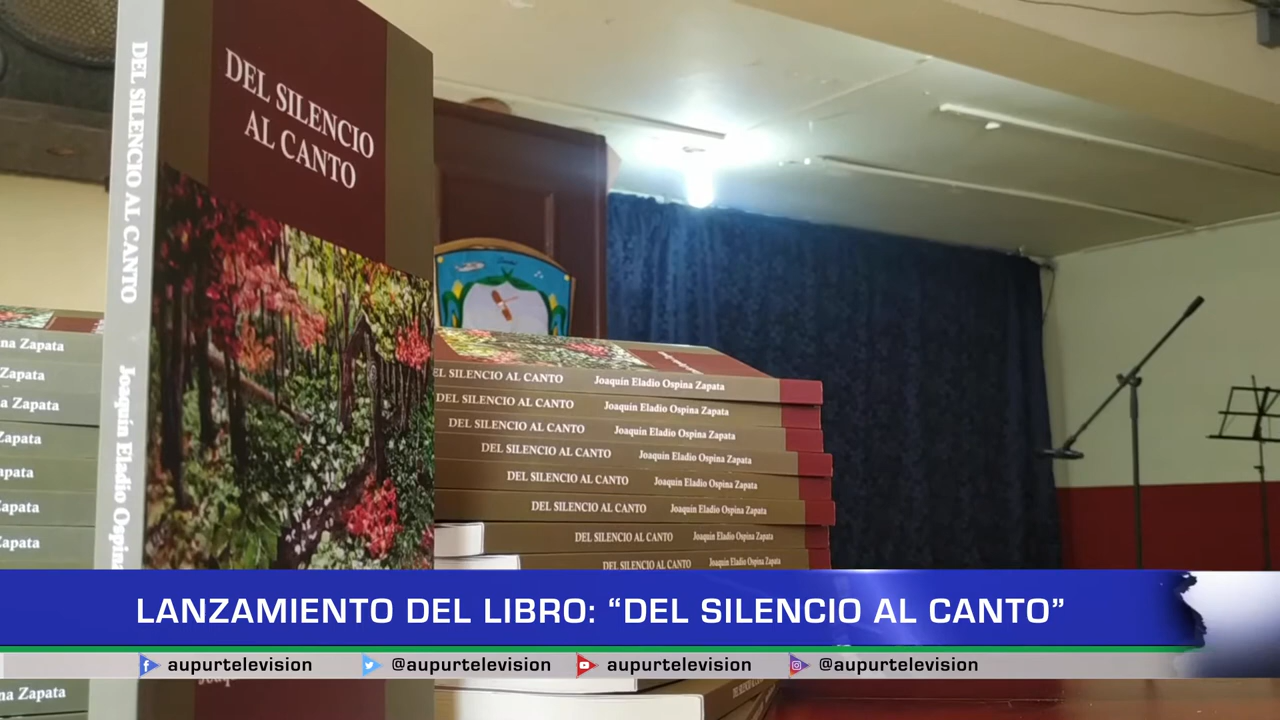 DEL SILENCIO
AL CANTO
DEL SILENCIO AL CANTO
Joaquín Eladio Ospina
na Zapata
Zapata
a Zapata
Zapata
apata
Zapata
Zapata
DEL SILENCIO AL CANTO Joaquín Eladio Ospina Zapata
DEL SILENCIO AL CANTO Joaquín Eladio Ospina Zapata
DEL SILENCIO AL CANTO Joaquín Eladio Ospina Zapata
DEL SILENCIO AL CANTO Joaquín Eladio Ospina Zapata
DEL SILENCIO AL CANTO Joaquín Eladio Ospina Zapata
DEL SILENCIO AL CANTO Joaquín Eladio Ospina Zapata
DEL SILENCIO AL CANTO Joaquín Eladio Ospina Zapata
DEL SILENCIO AL CANTO Joaquín Eladio Ospina Zapata
LANZAMIENTO DEL LIBRO: “DEL SILENCIO AL CANTO”
aupurtelevision @aupurtelevision aupurtelevision @aupurtelevision
na Zapata